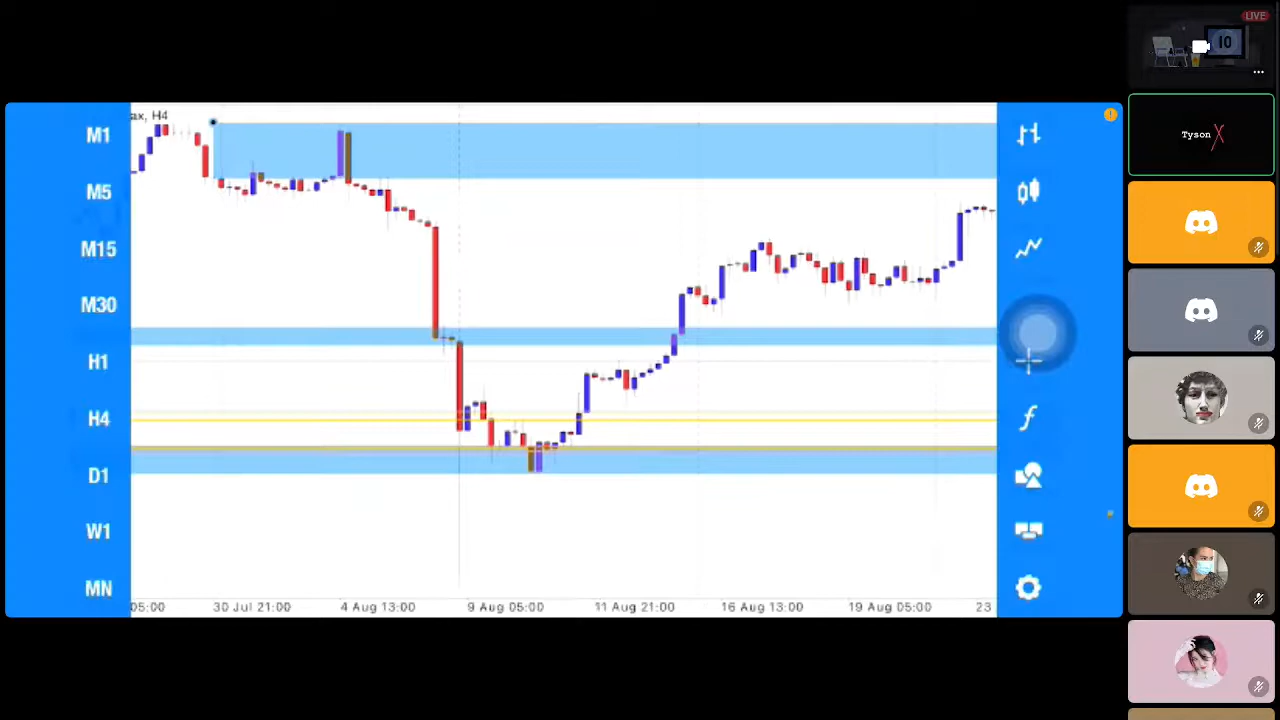 LIVE
10
ax, H4
M1
Tyson X
M5
M15
M30
H1
H4
D1
W1
MN
05:00
30 Jul 21:00
4 Aug 13:00
9 Aug 05:00
11 Aug 21:00
16 Aug 13:00
19 Aug 05:00
23